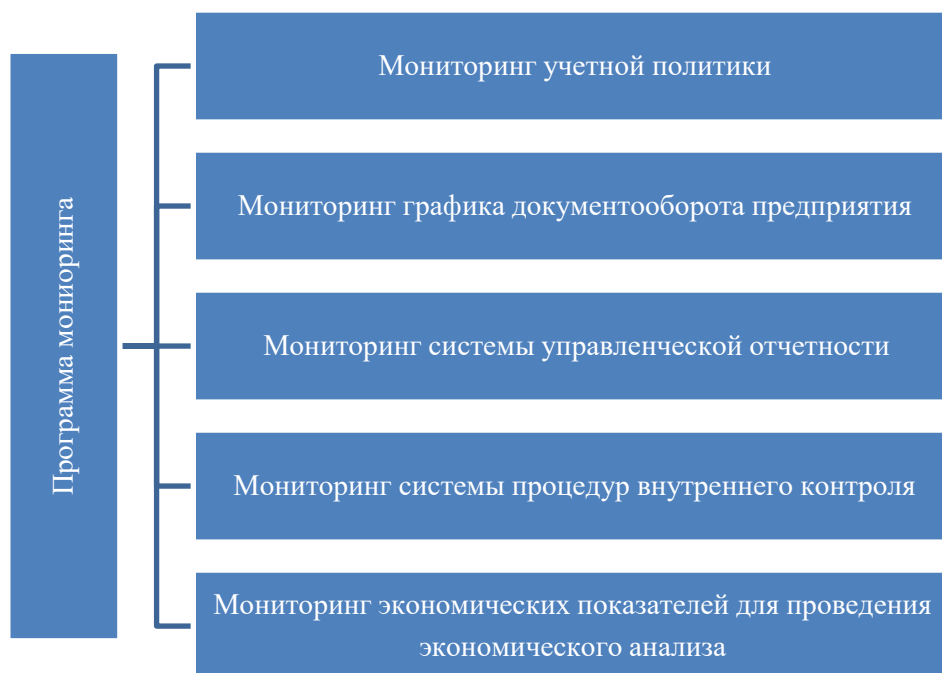 Программа мониоринга
Мониторинг учетной политики
Мониторинг графика документооборота предприятия
Мониторинг системы управленческой отчетности
Мониторинг системы процедур внутреннего контроля
Мониторинг экономических показателей для проведения
экономического анализа